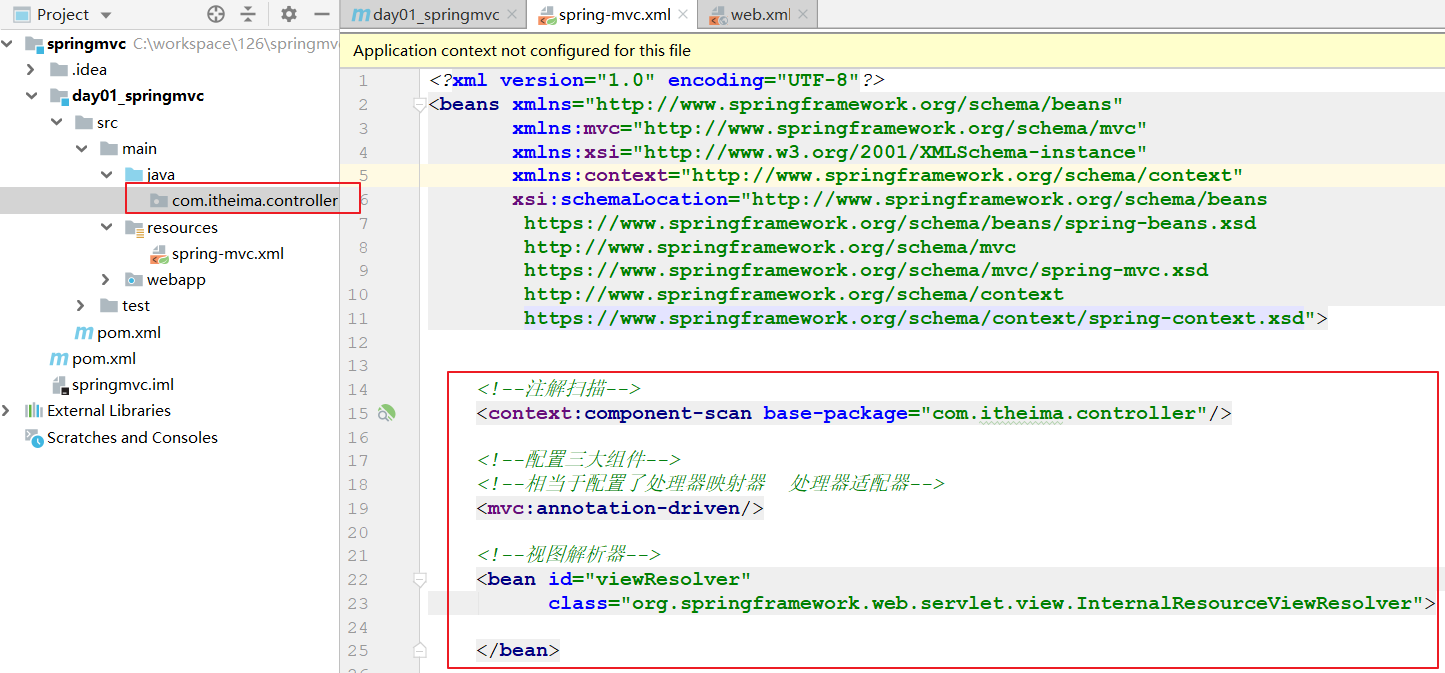 Project
springmvc C:\workspace\126\springmv
.idea
day01_springmvc
src
main
java
com.itheima.controller
resources
spring-mvc.xml
webapp
test
pom.xml
pom.xml
springmvc.iml
External Libraries
Scratches and Consoles
day01_springmvc
spring-mvc.xml
web.xml
Application context not configured for this file
1 <?xml version="1.0" encoding="UTF-8"?>
2 <beans xmlns="http://www.springframework.org/schema/beans"
3 xmlns:mvc="http://www.springframework.org/schema/mvc"
4 xmlns:xsi="http://www.w3.org/2001/XMLSchema-instance"
5 xmlns:context="http://www.springframework.org/schema/context"
6 xsi:schemaLocation="http://www.springframework.org/schema/beans
7 https://www.springframework.org/schema/beans/spring-beans.xsd
8 http://www.springframework.org/schema/mvc
9 https://www.springframework.org/schema/mvc/spring-mvc.xsd
10 http://www.springframework.org/schema/context
11 https://www.springframework.org/schema/context/spring-context.xsd">
12
13
14 <!--注解扫描-->
15 <context:component-scan base-package="com.itheima.controller"/>
16
17 <!--配置三大组件-->
18 <!--相当于配置了处理器映射器 处理器适配器-->
19 <mvc:annotation-driven/>
20
21 <!--视图解析器-->
22 <bean id="viewResolver"
23 class="org.springframework.web.servlet.view.InternalResourceViewResolver">
24
25 </bean>